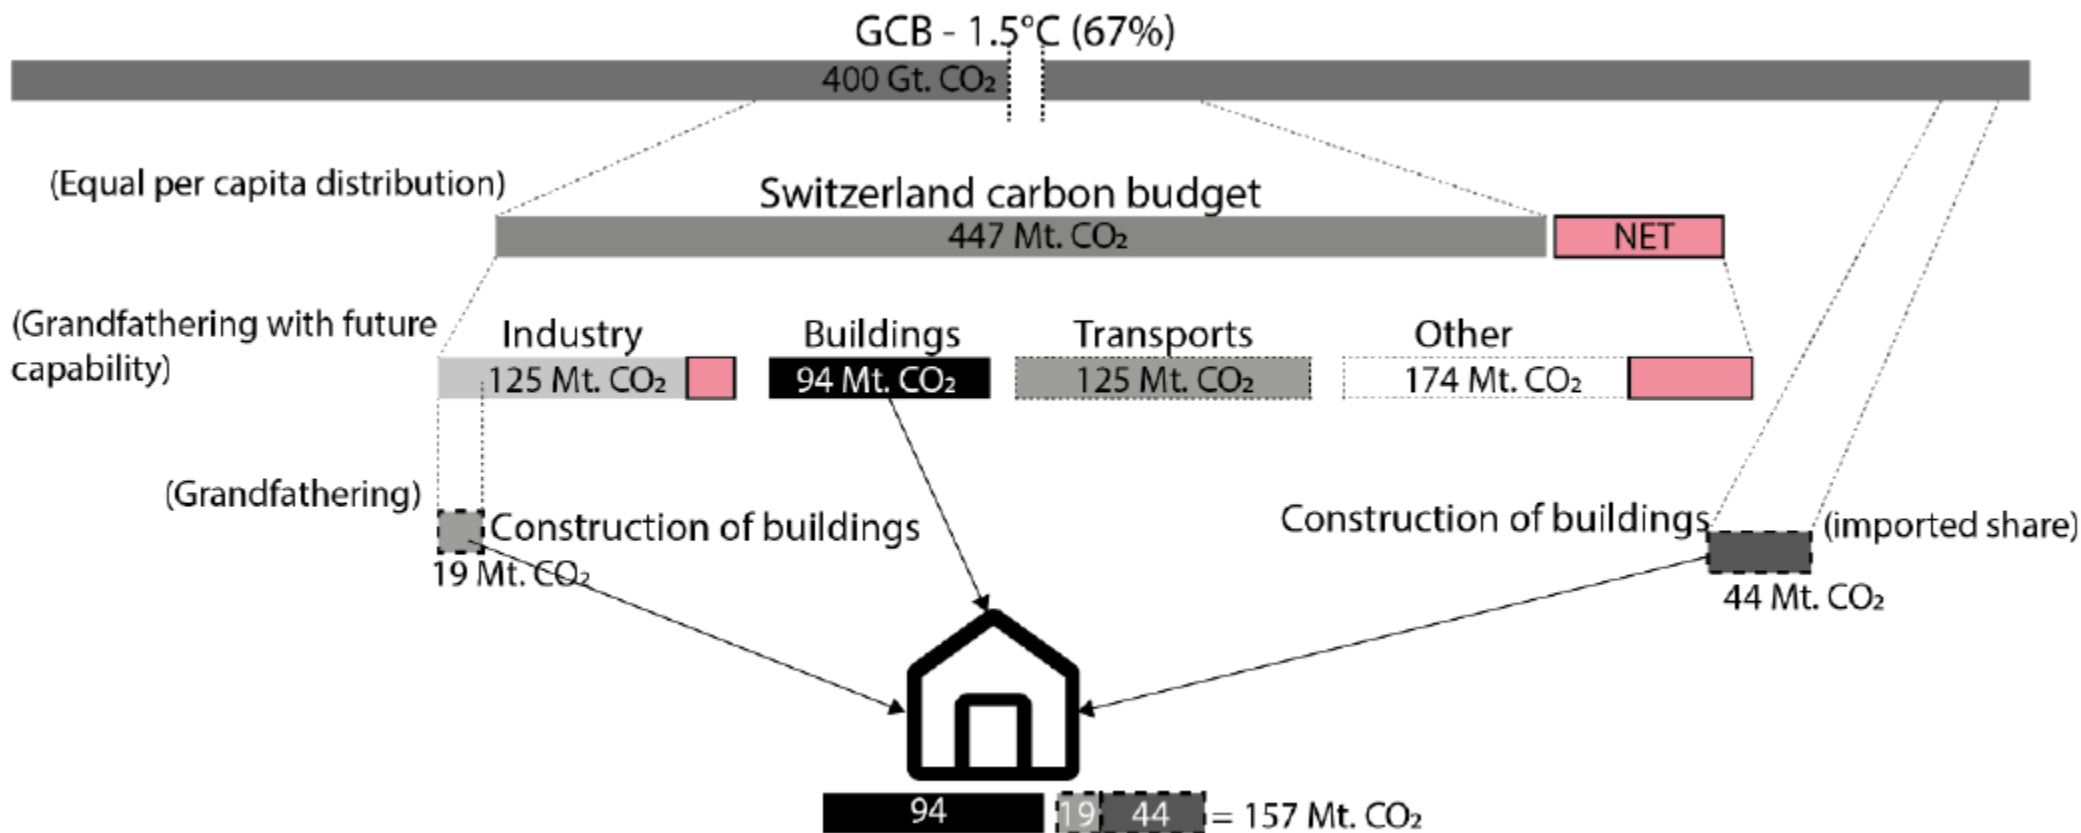 GCB - 1.5°C (67%)
400 Gt. CO₂
(Equal per capita distribution)
Switzerland carbon budget
447 Mt. CO₂
NET
(Grandfathering with future
capability)
Industry
Buildings
Transports
Other
125 Mt. CO₂
94 Mt. CO₂
125 Mt. CO₂
174 Mt. CO₂
(Grandfathering)
Construction of buildings
19 Mt. CO₂
Construction of buildings
(imported share)
44 Mt. CO₂
94 19 44 = 157 Mt. CO₂